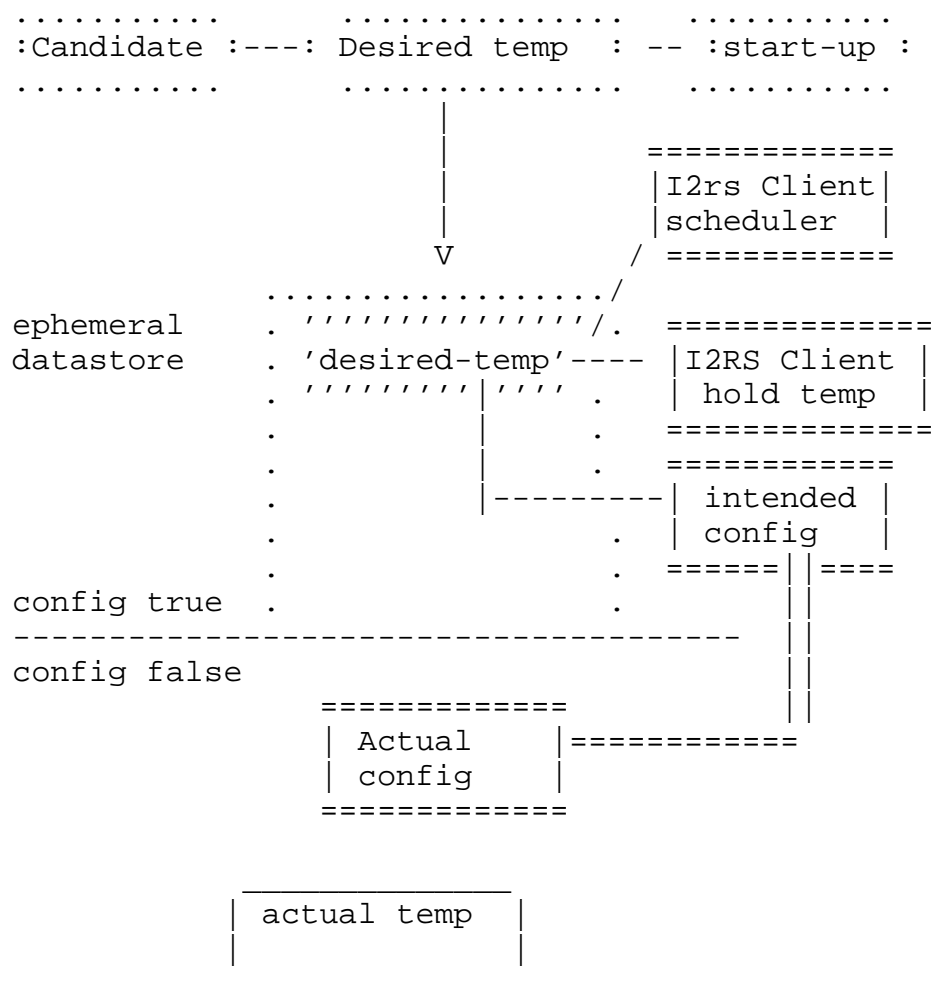 :Candidate :---: Desired temp : -- :start-up :
I2rs Client
scheduler
V
ephemeral
datastore
'desired-temp'----
I2RS Client
hold temp
intended
config
config true
config false
Actual
config
actual temp